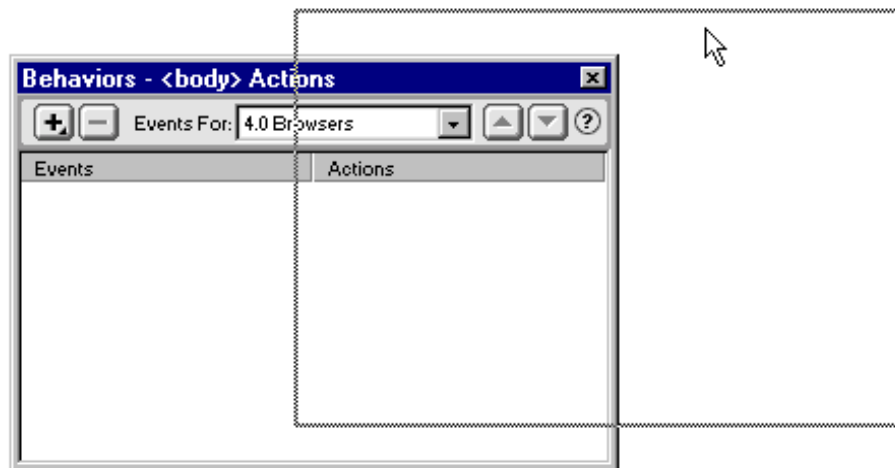 Behaviors - <body> Actions
Events For: 4.0 Browsers
Events Actions